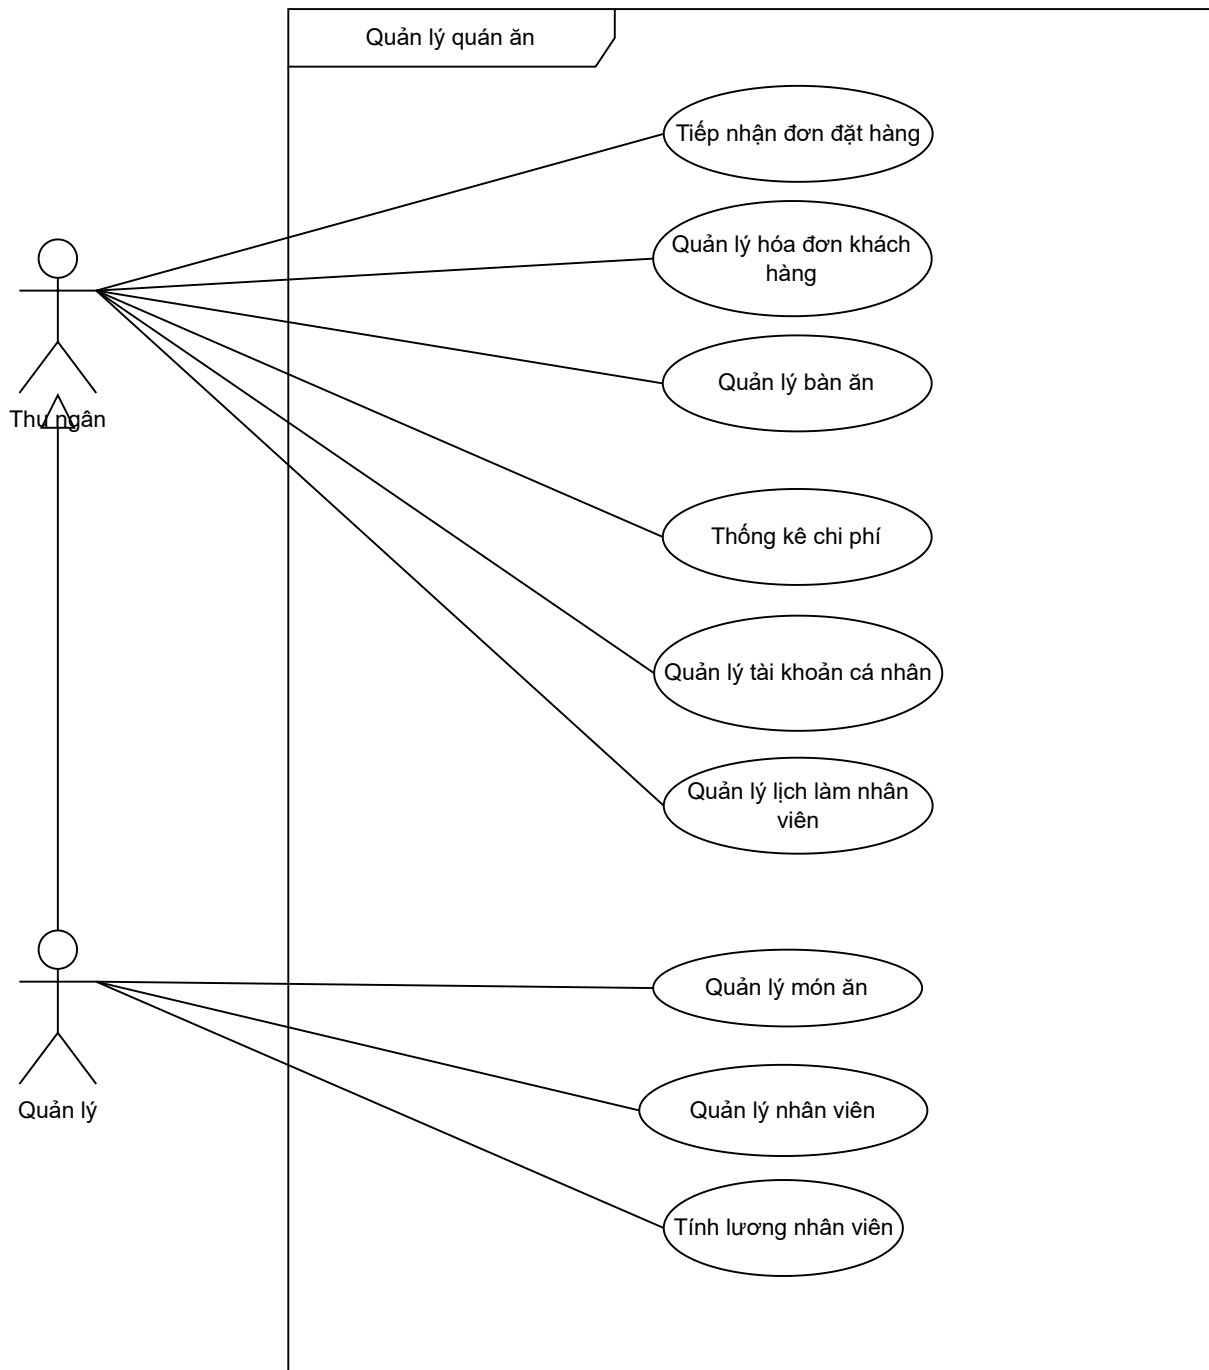 Quản lý quán ăn
Tiếp nhận đơn đặt hàng
Quản lý hóa đơn khách
hàng
Quản lý bàn ăn
Thu ngân
Thống kê chi phí
Quản lý tài khoản cá nhân
Quản lý lịch làm nhân
viên
Quản lý món ăn
Quản lý
Quản lý nhân viên
Tính lương nhân viên